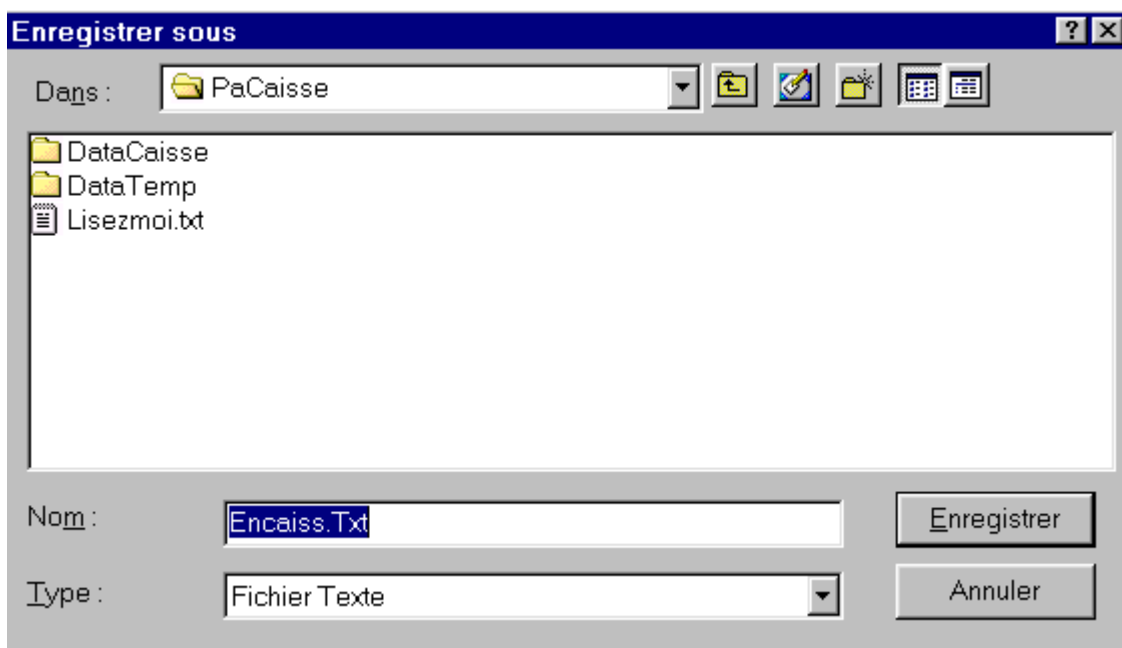 Enregistrer sous
Dans :
PaCaisse
DataCaisse
DataTemp
Lisezmoi.txt
Nom :
Encaiss.Txt
Enregistrer
Type :
Fichier Texte
Annuler